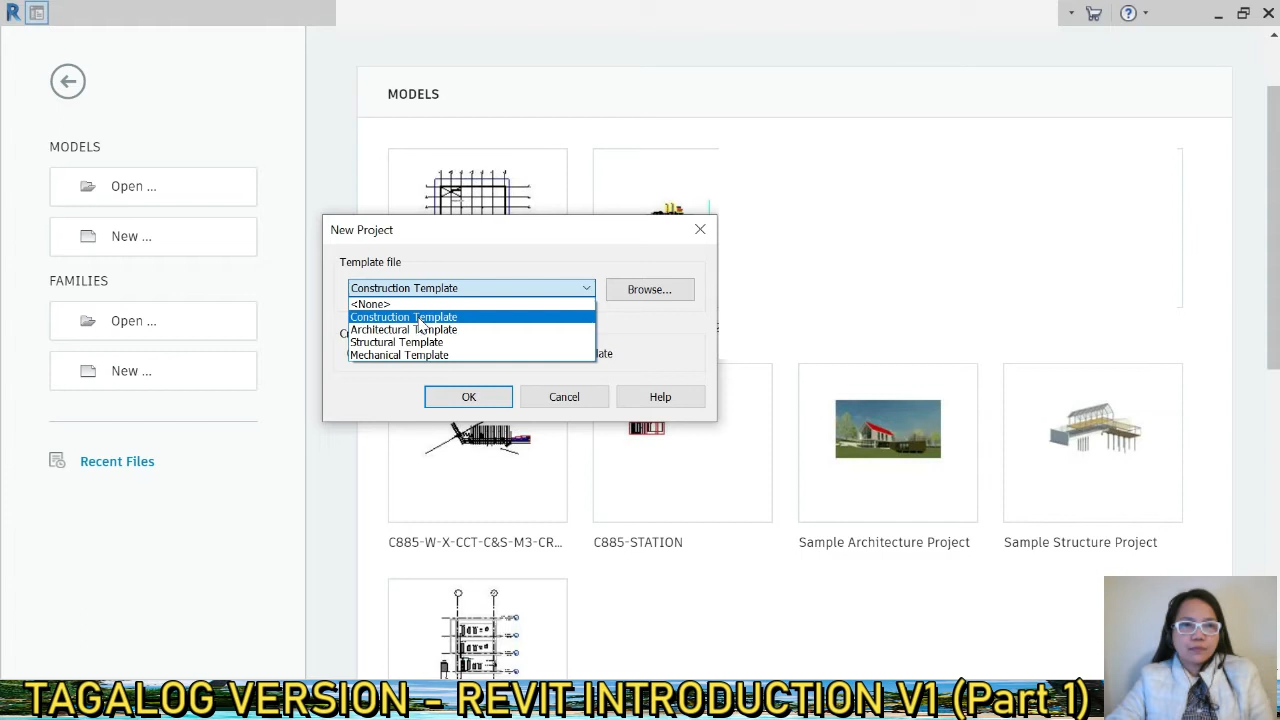 R
?
MODELS
MODELS
Open ...
New ...
New Project
Template file
Construction Template
Browse...
<None>
Construction Template
Architectural Template
Structural Template
Mechanical Template
OK
Cancel
Help
FAMILIES
Open ...
New ...
Recent Files
C885-W-X-CCT-C&S-M3-CR...
C885-STATION
Sample Architecture Project
Sample Structure Project
TAGALOG VERSION - REVIT INTRODUCTION V1 (Part 1)